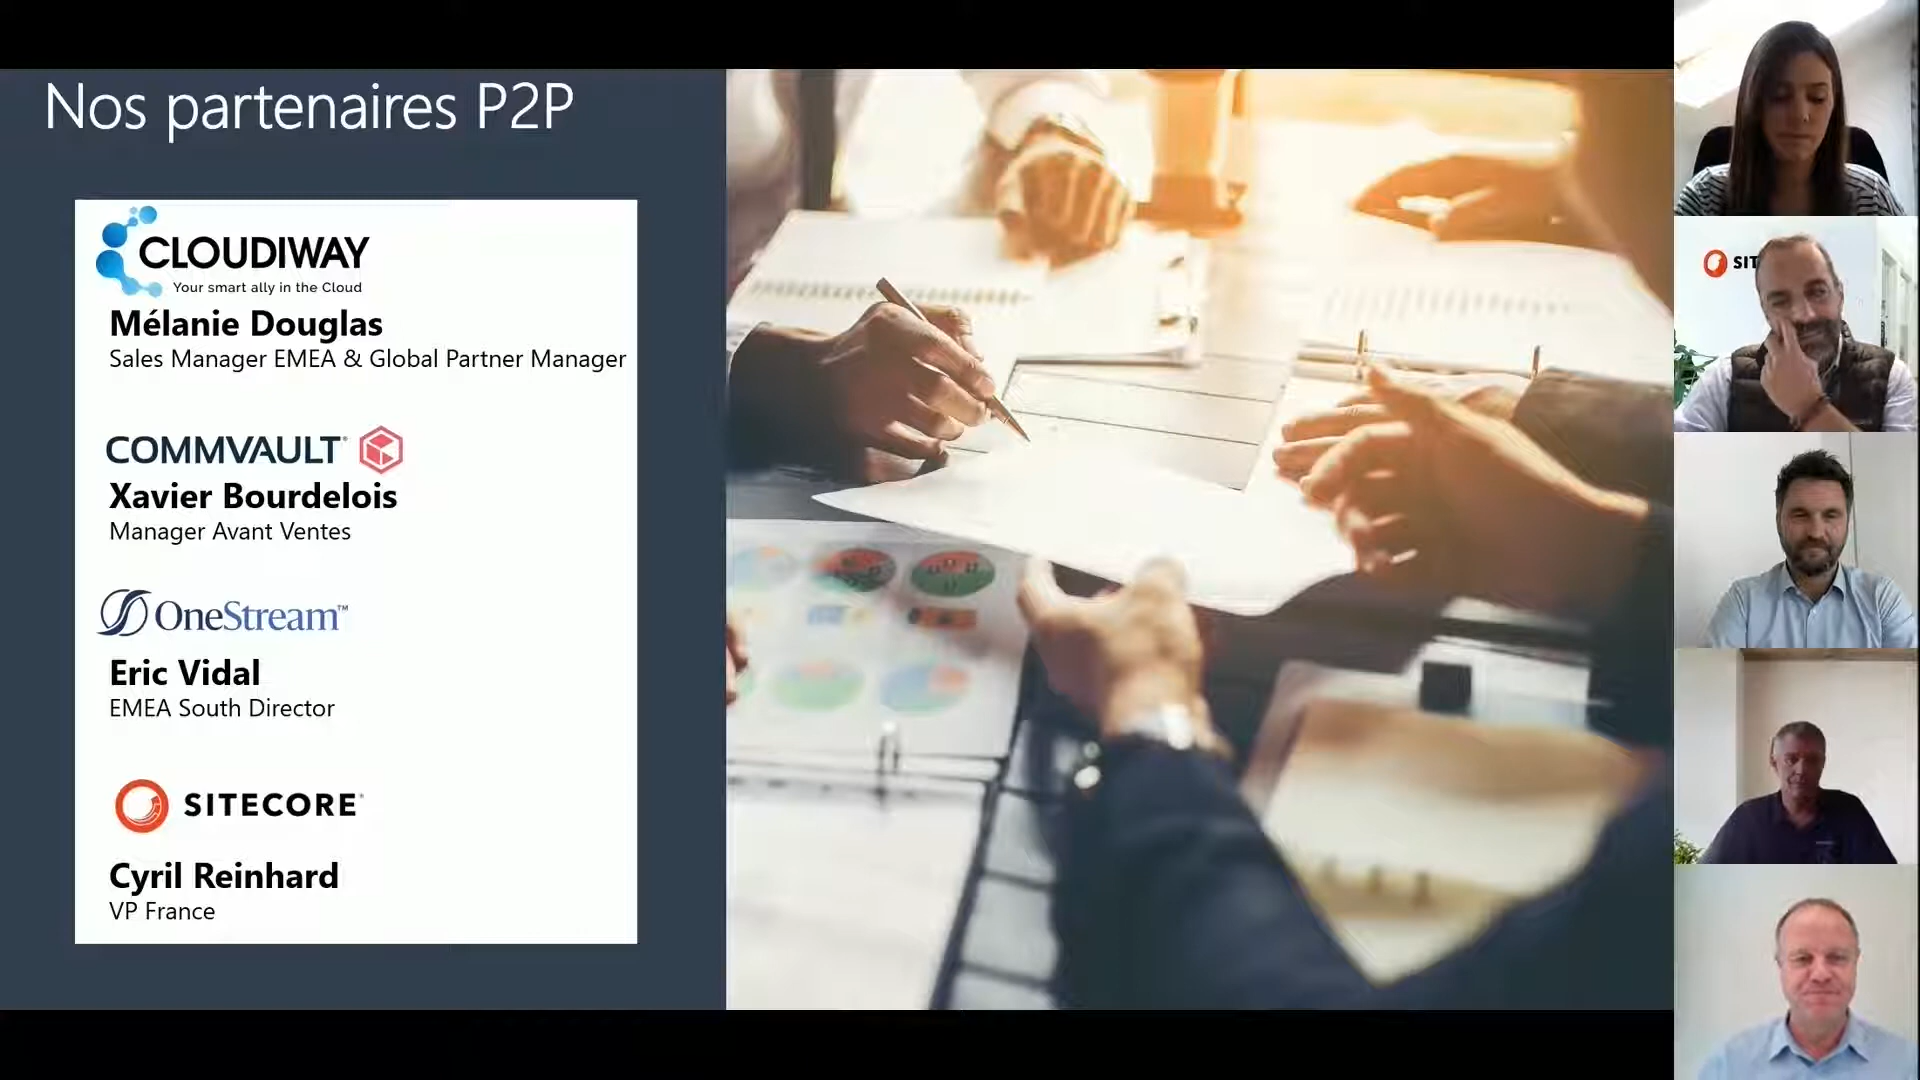 Nos partenaires P2P
CLOUDIWAY
Your smart ally in the Cloud
Mélanie Douglas
Sales Manager EMEA & Global Partner Manager
COMMVAULT
Xavier Bourdelois
Manager Avant Ventes
OneStream™
Eric Vidal
EMEA South Director
SITECORE
Cyril Reinhard
VP France
SIT